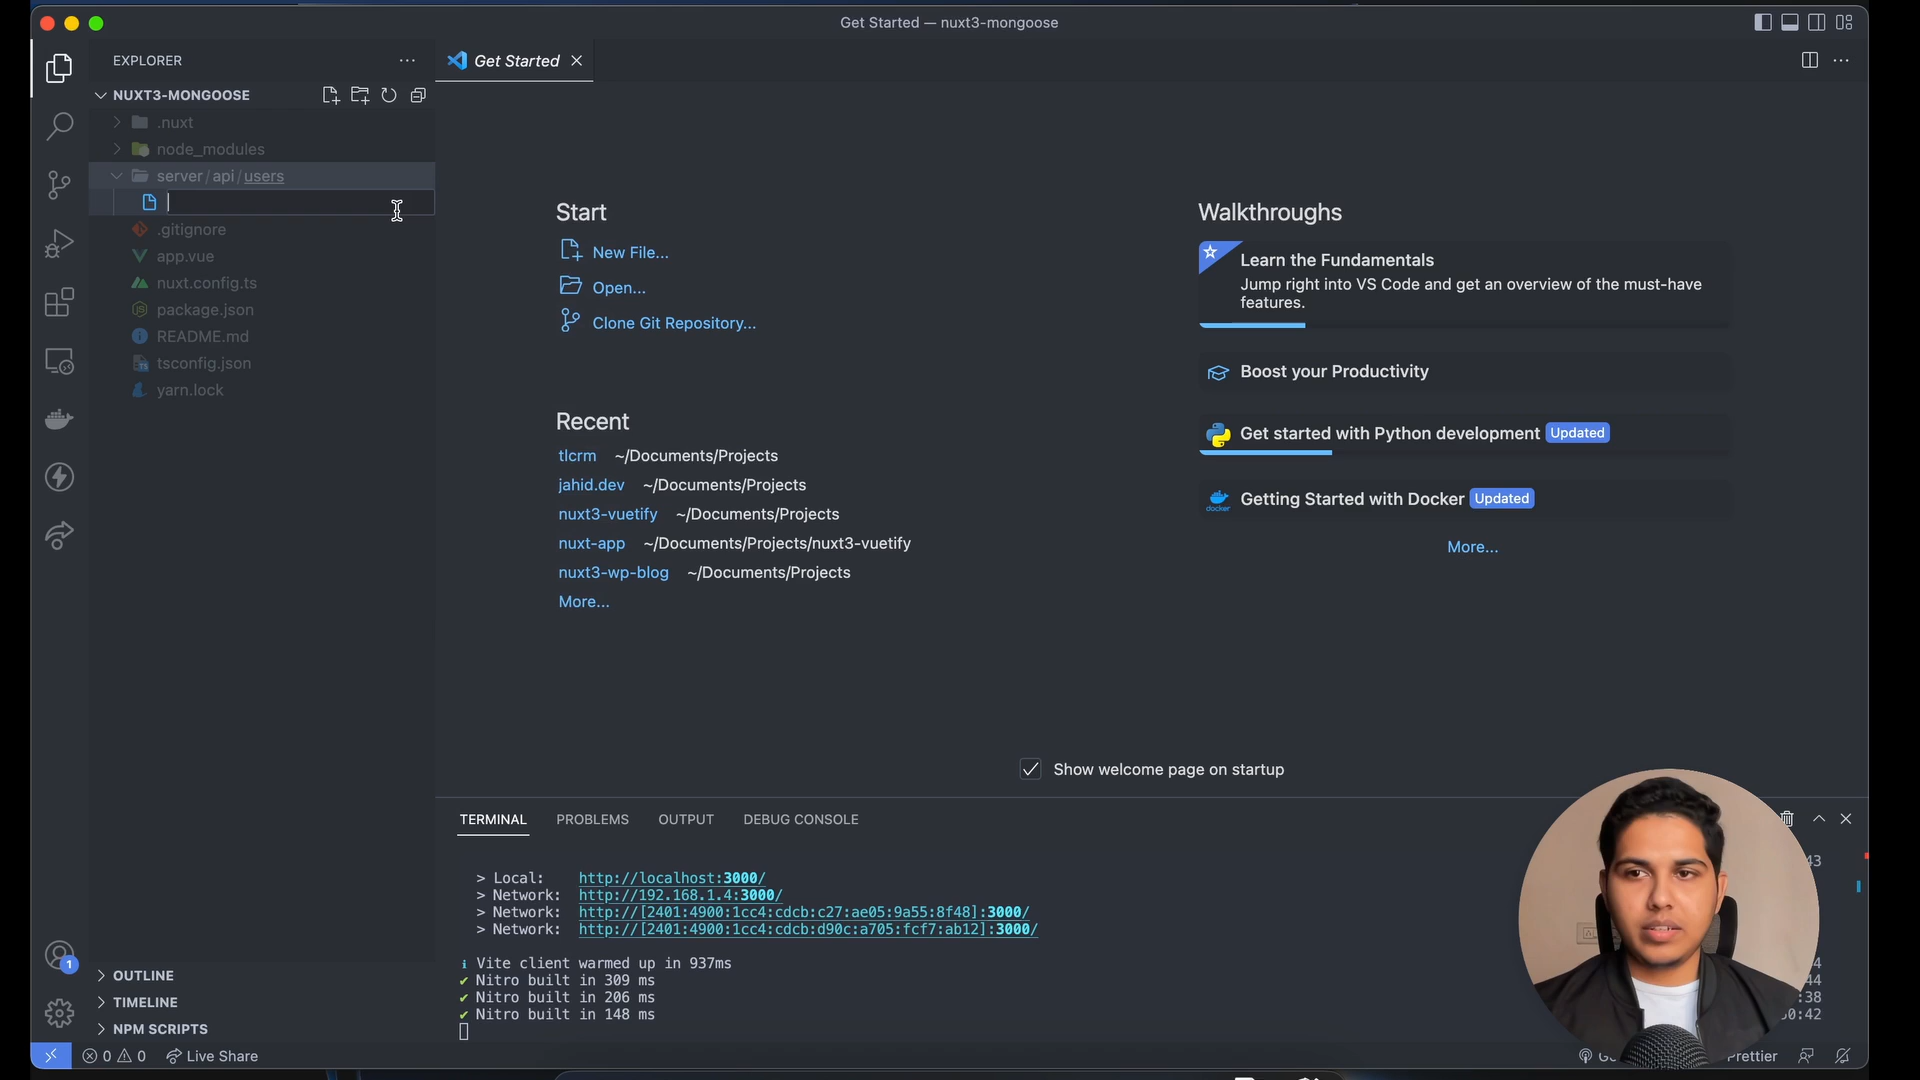 Get Started — nuxt3-mongoose
EXPLORER
Get Started
NUXT3-MONGOOSE
.nuxt
node_modules
server/api/users
.gitignore
app.vue
nuxt.config.ts
package.json
README.md
tsconfig.json
yarn.lock
Start
New File...
Open...
Clone Git Repository...
Recent
tlcrm ~/Documents/Projects
jahid.dev ~/Documents/Projects
nuxt3-vuetify ~/Documents/Projects
nuxt-app ~/Documents/Projects/nuxt3-vuetify
nuxt3-wp-blog ~/Documents/Projects
More...
Walkthroughs
Learn the Fundamentals
Jump right into VS Code and get an overview of the must-have
features.
Boost your Productivity
Get started with Python development Updated
docker
Getting Started with Docker Updated
More...
Show welcome page on startup
TERMINAL PROBLEMS OUTPUT DEBUG CONSOLE
> Local: http://localhost:3000/
> Network: http://192.168.1.4:3000/
> Network: http://[2401:4900:1cc4:cdcb:c27:ae05:9a55:8f48]:3000/
> Network: http://[2401:4900:1cc4:cdcb:d90c:a705:fcf7:ab12]:3000/
ℹ Vite client warmed up in 937ms
✔ Nitro built in 309 ms
✔ Nitro built in 206 ms
✔ Nitro built in 148 ms
OUTLINE
TIMELINE
NPM SCRIPTS
1
0 0 Live Share
Prettier